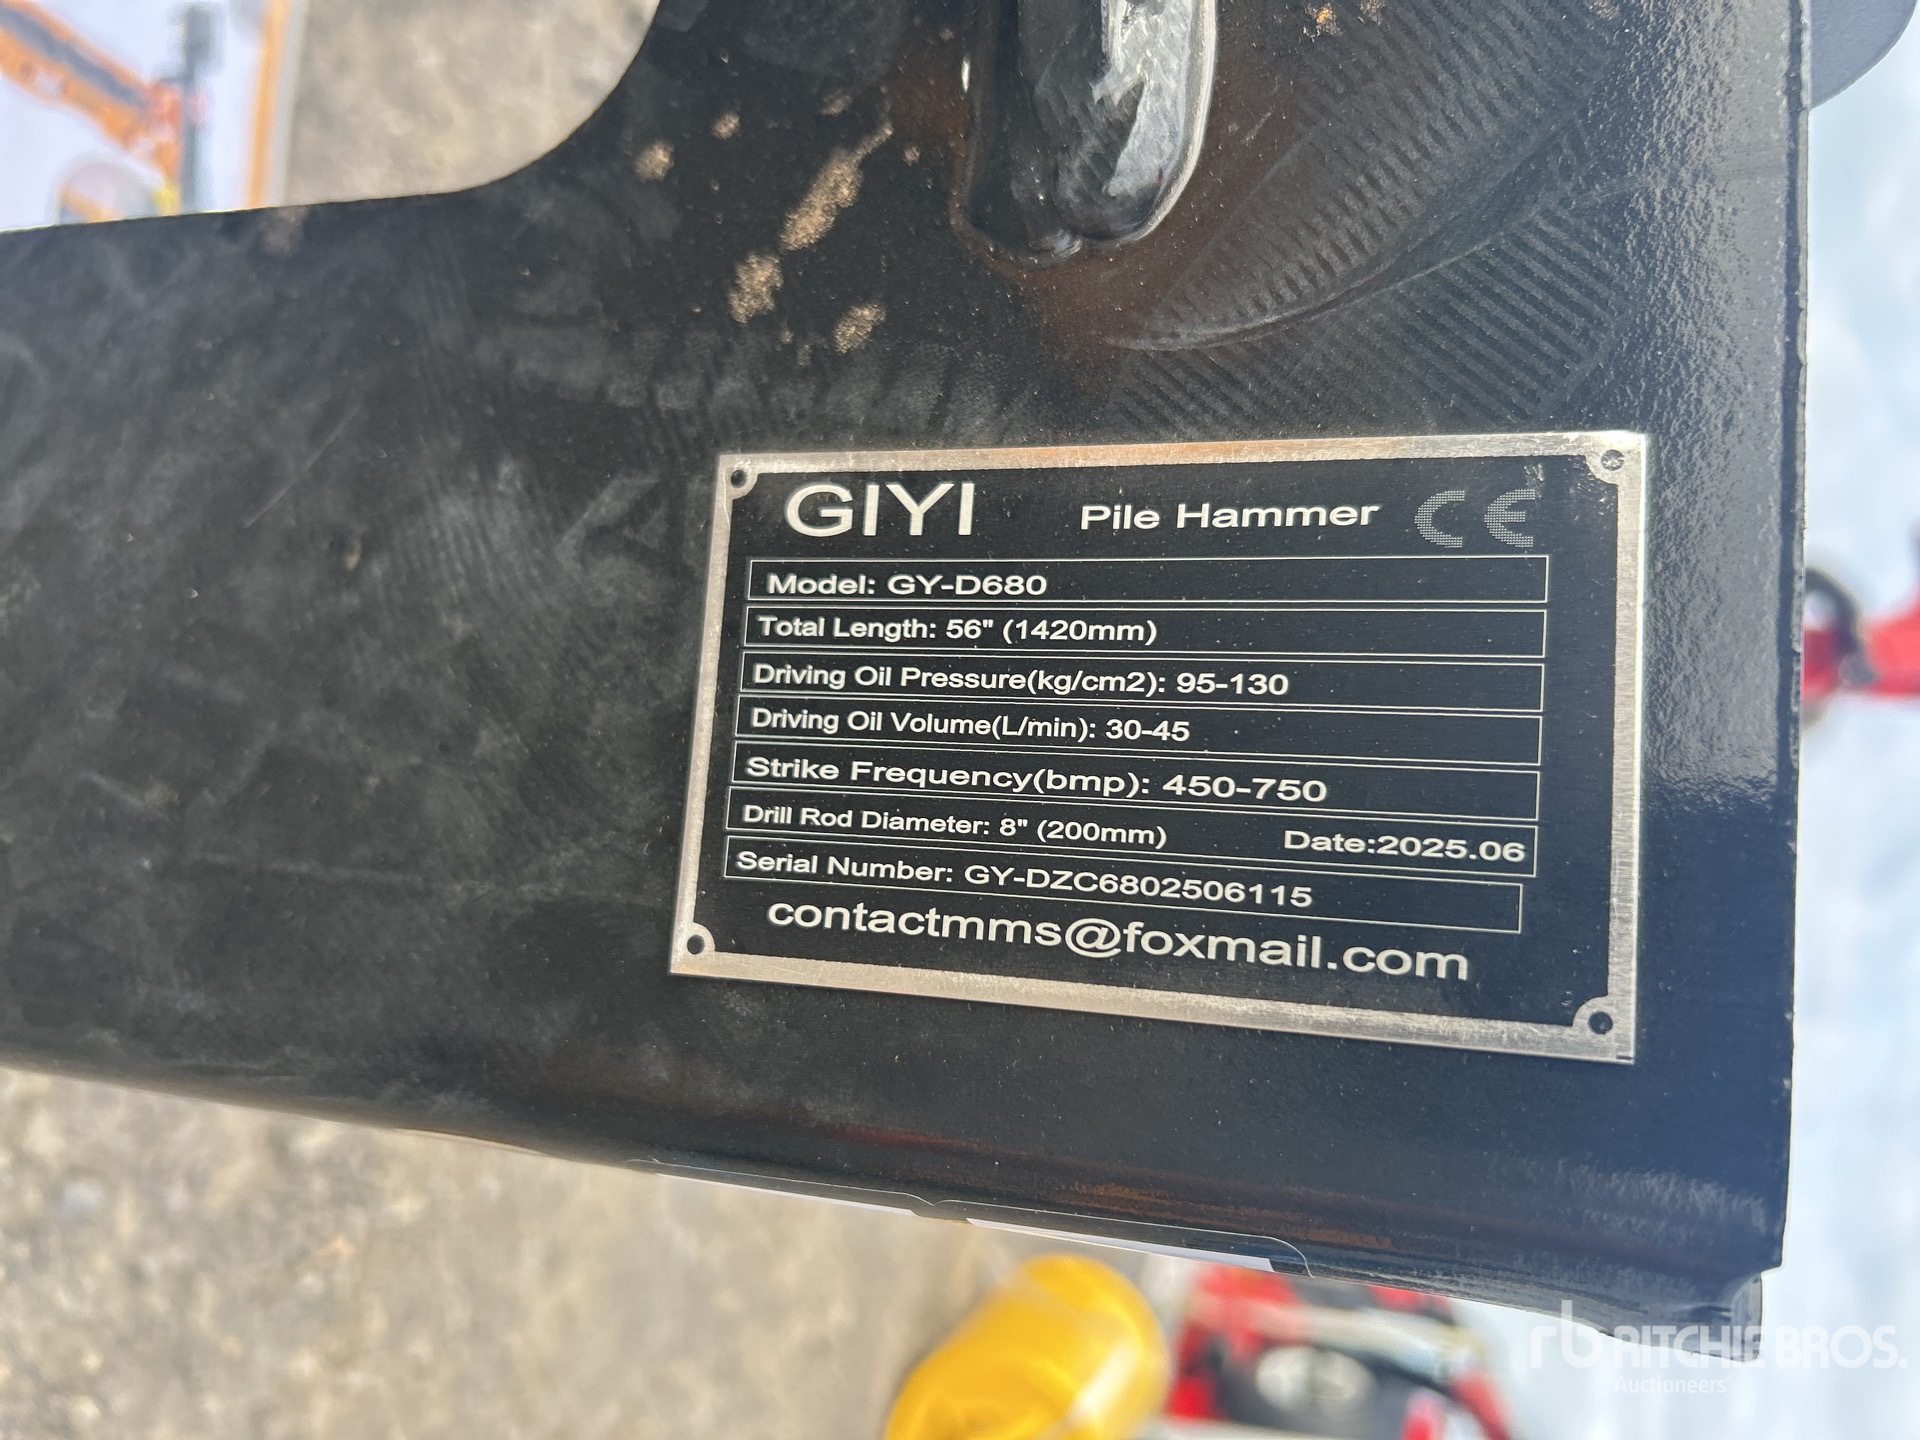 GIYI Pile Hammer CE
Model: GY-D680
Total Length: 56" (1420mm)
Driving Oil Pressure(kg/cm2): 95-130
Driving Oil Volume(L/min): 30-45
Strike Frequency(bmp): 450-750
Drill Rod Diameter: 8" (200mm) Date:2025.06
Serial Number: GY-DZC6802506115
contactmms@foxmail.com
rb RITCHIE BROS.
Auctioneers